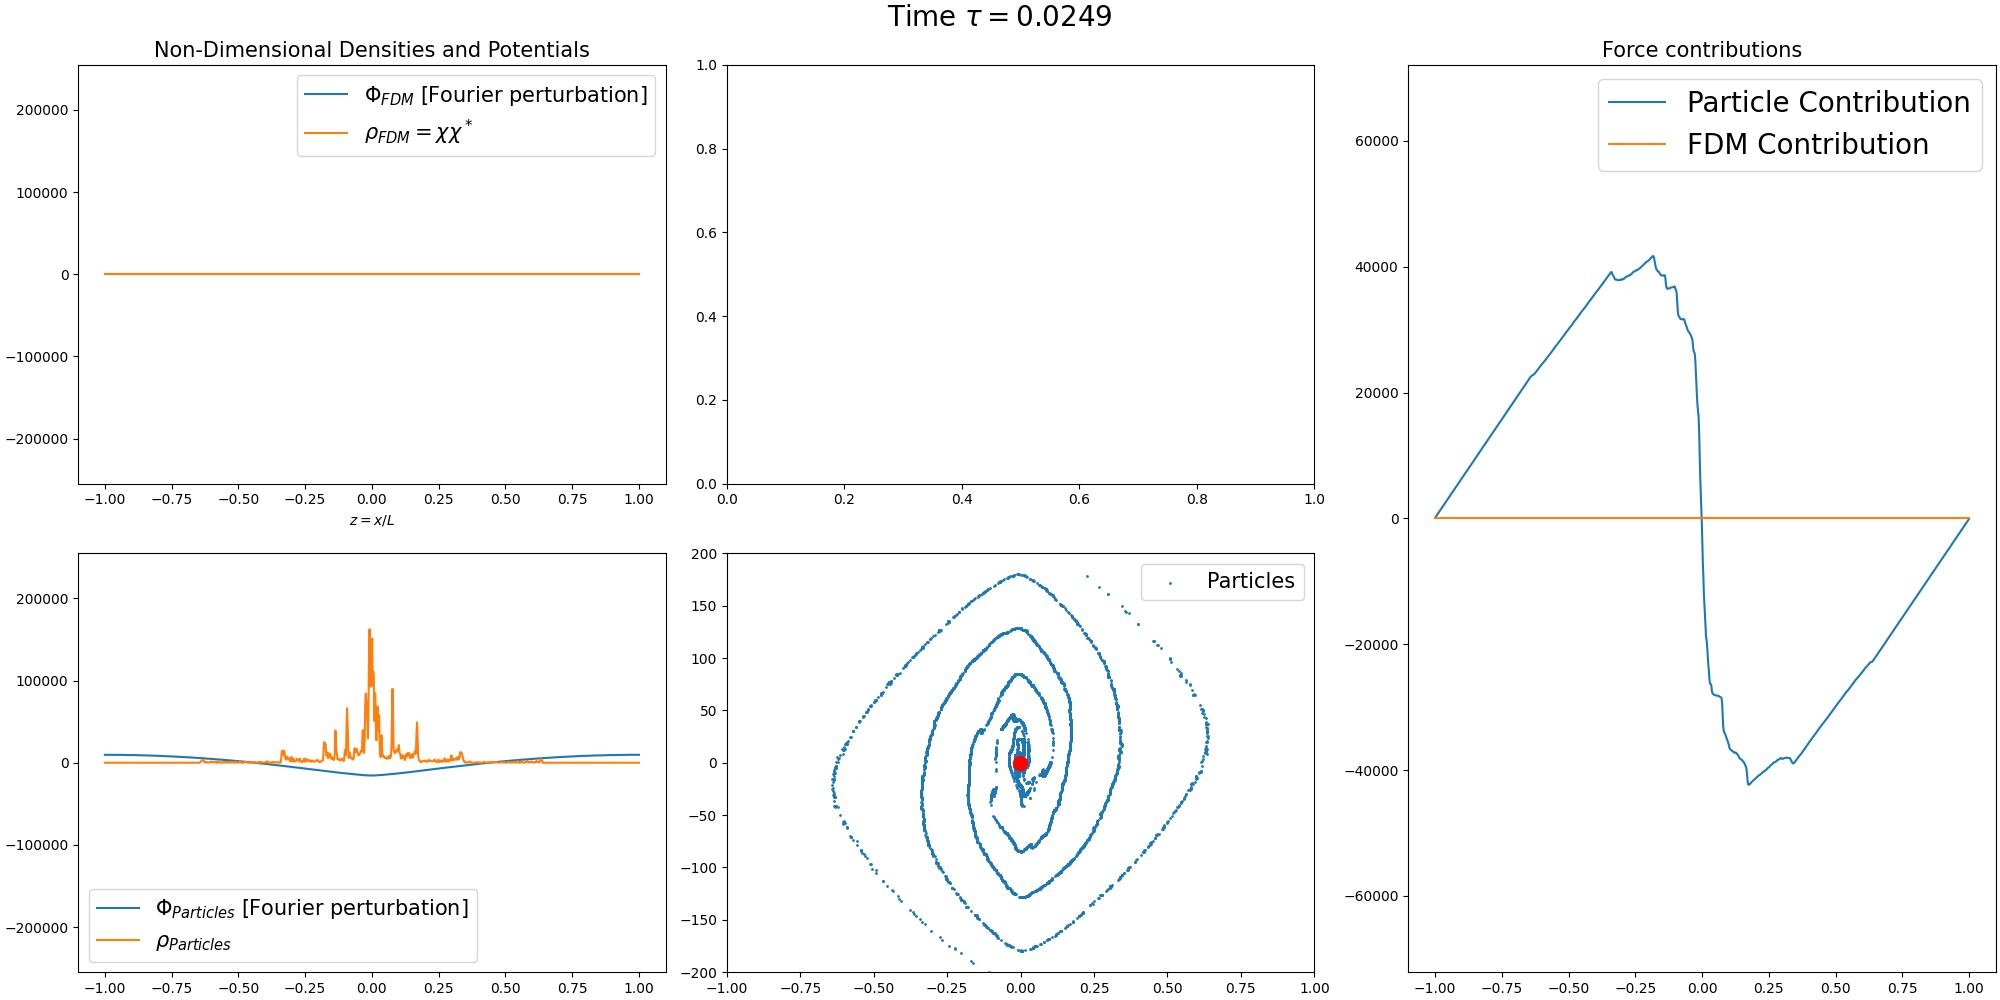 Time τ = 0.0249
Non-Dimensional Densities and Potentials
200000
100000
0
−100000
−200000
Φ_FDM [Fourier perturbation]
ρ_FDM = χχ*
−1.00 −0.75 −0.50 −0.25 0.00 0.25 0.50 0.75 1.00
z = x/L
1.0
0.8
0.6
0.4
0.2
0.0
0.0 0.2 0.4 0.6 0.8 1.0
Force contributions
Particle Contribution
FDM Contribution
60000
40000
20000
0
−20000
−40000
−60000
−1.00 −0.75 −0.50 −0.25 0.00 0.25 0.50 0.75 1.00
200000
100000
0
−100000
−200000
Φ_Particles [Fourier perturbation]
ρ_Particles
−1.00 −0.75 −0.50 −0.25 0.00 0.25 0.50 0.75 1.00
200
150
100
50
0
−50
−100
−150
−200
Particles
−1.00 −0.75 −0.50 −0.25 0.00 0.25 0.50 0.75 1.00